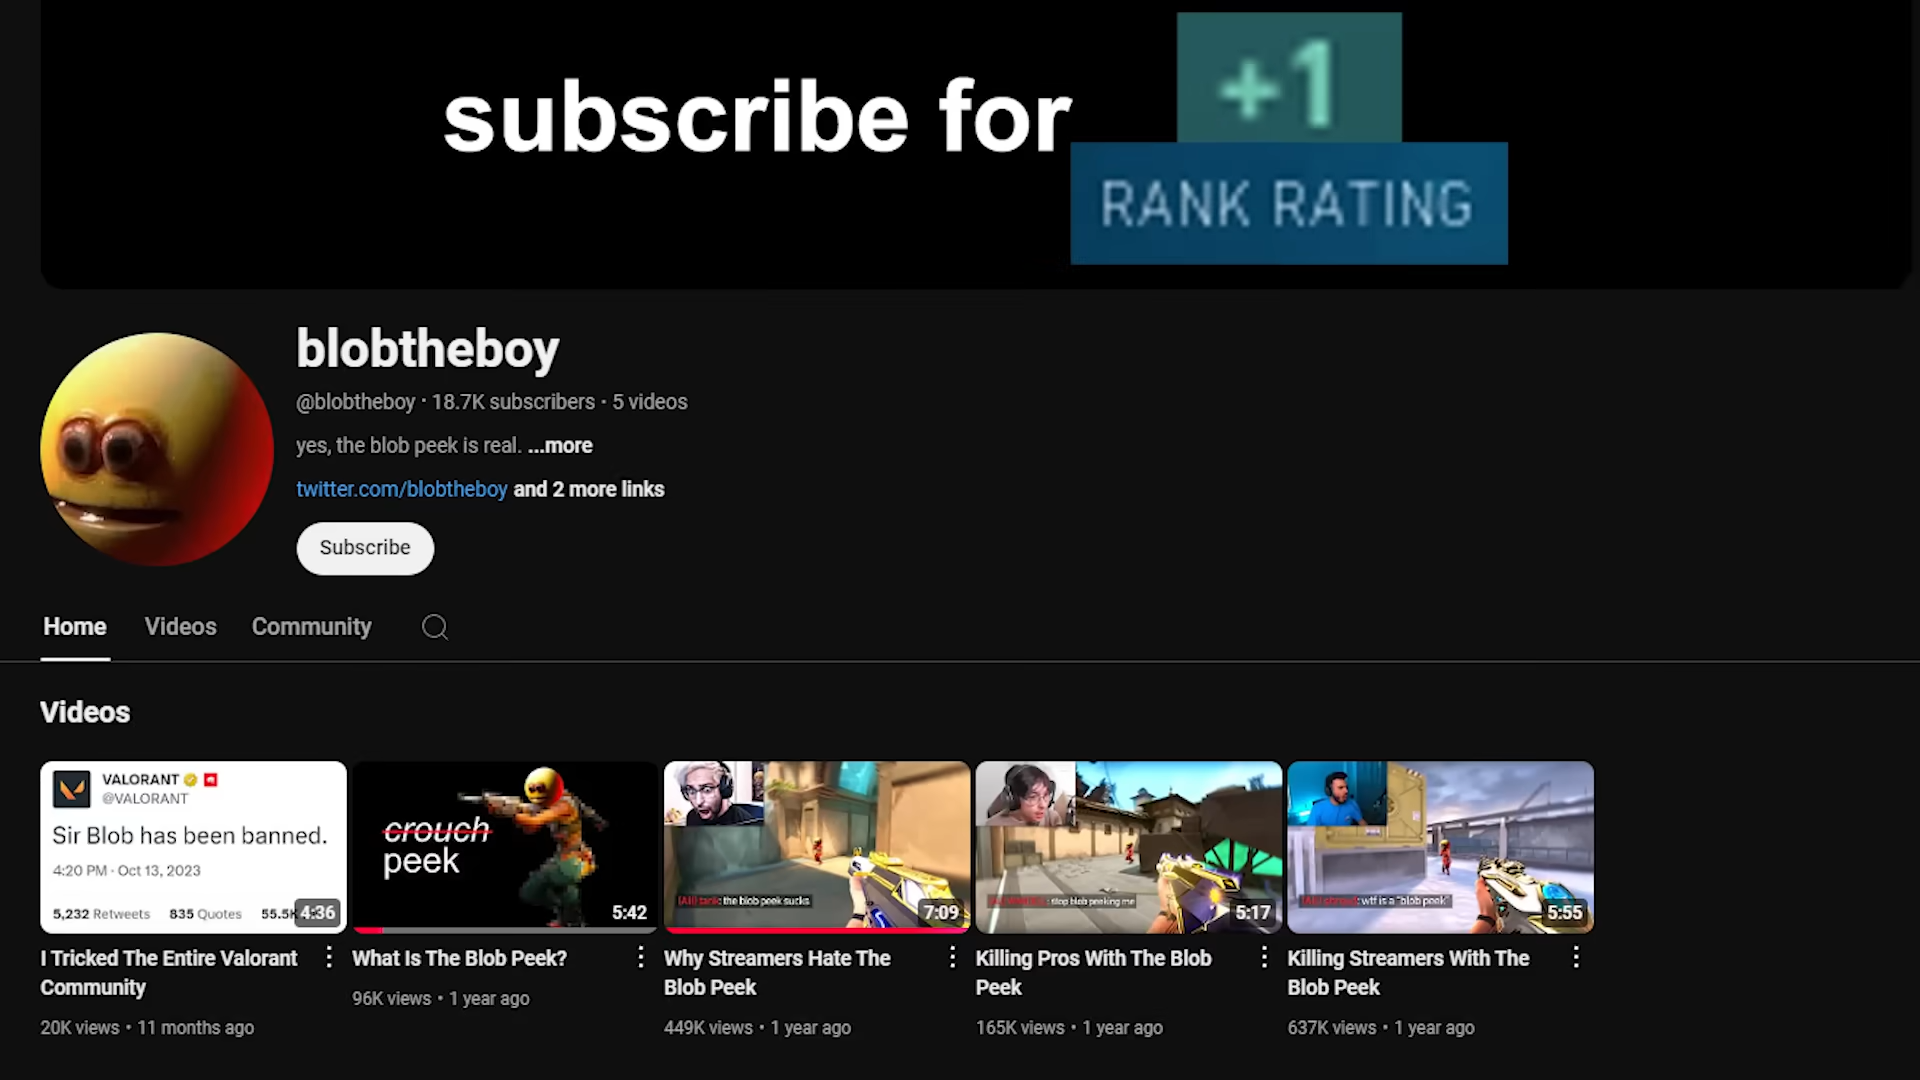 subscribe for
+1
RANK RATING
blobtheboy
@blobtheboy · 18.7K subscribers · 5 videos
yes, the blob peek is real. ...more
twitter.com/blobtheboy and 2 more links
Subscribe
Home
Videos
Community
Videos
VALORANT
@VALORANT
Sir Blob has been banned.
4:20 PM · Oct 13, 2023
5,232 Retweets 835 Quotes 55.5K
4:36
crouch
peek
5:42
the blob peek sucks
7:09
stop blob peeking me
5:17
wtf is a "blob peek"
5:55
I Tricked The Entire Valorant
Community
20K views • 11 months ago
What Is The Blob Peek?
96K views • 1 year ago
Why Streamers Hate The
Blob Peek
449K views • 1 year ago
Killing Pros With The Blob
Peek
165K views • 1 year ago
Killing Streamers With The
Blob Peek
637K views • 1 year ago